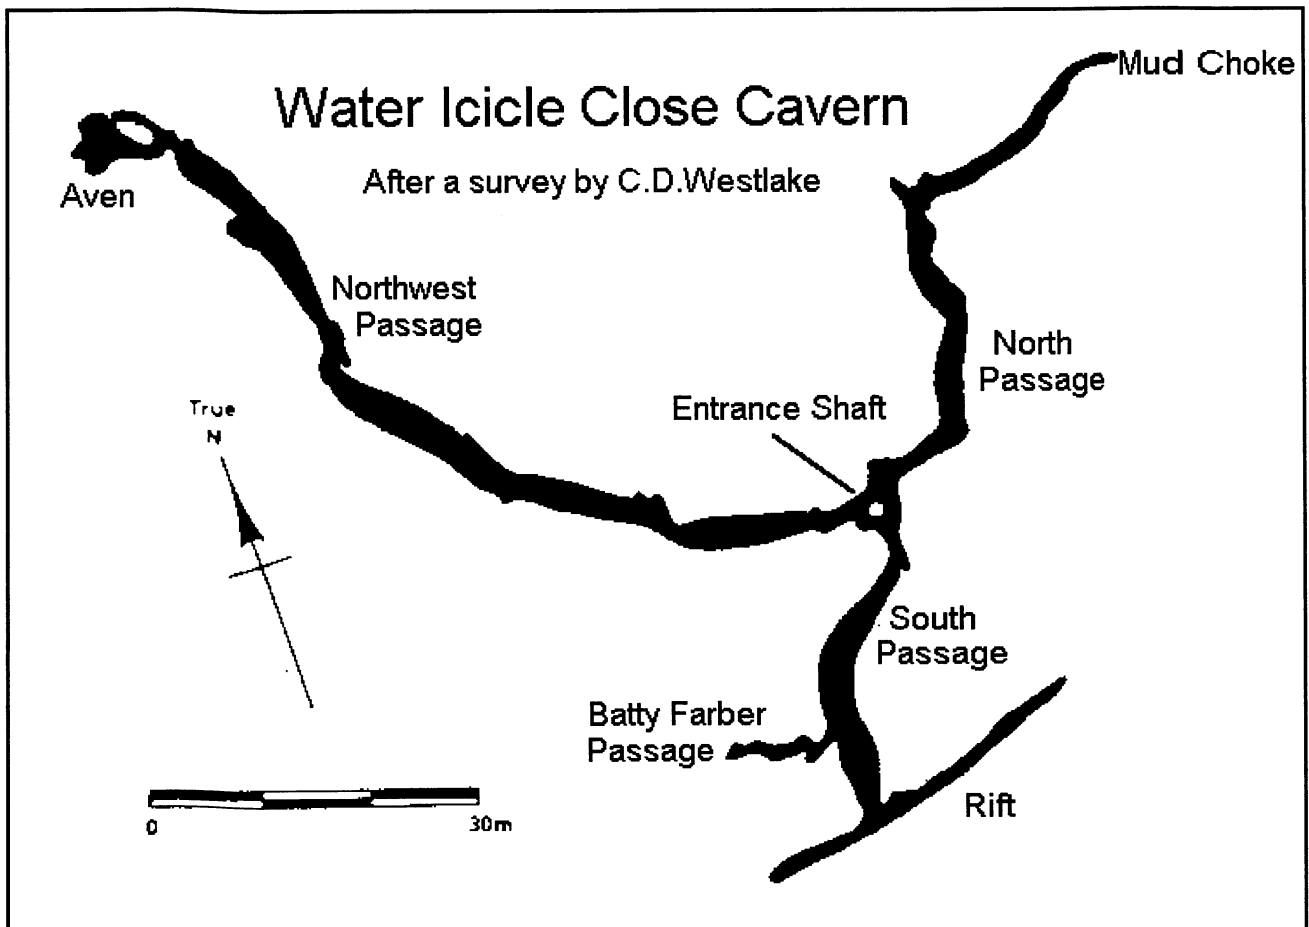 Water Icicle Close Cavern
After a survey by C.D.Westlake
Mud Choke
Aven
Northwest
Passage
North
Passage
True
N
Entrance Shaft
South
Passage
Batty Farber
Passage
Rift
0 30m